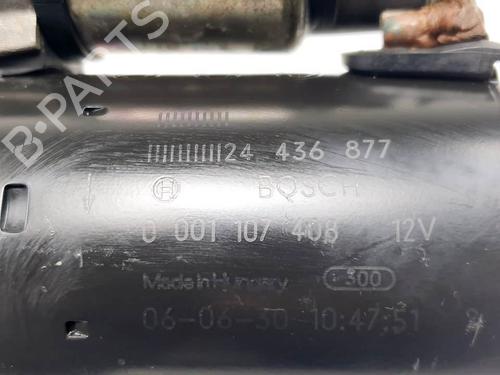 24 436 877
BOSCH
0 001 107 408 12V
Made in Hungary 300
06-06-30 10:47:51
B-PARTS